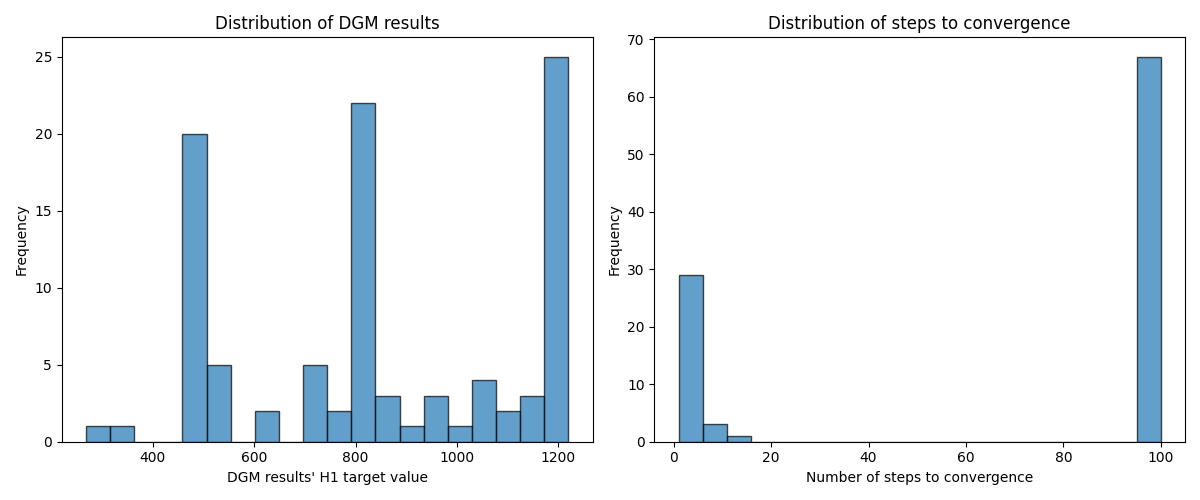 Distribution of DGM results
Frequency
25
20
15
10
5
0
400 600 800 1000 1200
DGM results' H1 target value
Distribution of steps to convergence
Frequency
70
60
50
40
30
20
10
0
0 20 40 60 80 100
Number of steps to convergence